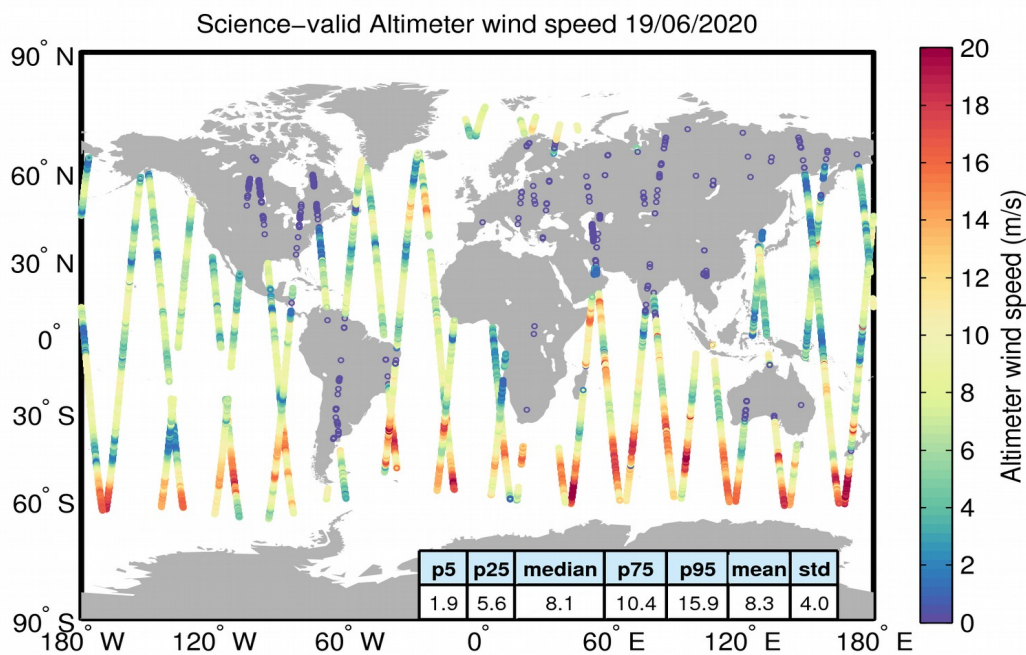 Science−valid Altimeter wind speed 19/06/2020
90° N
60° N
30° N
0°
30° S
60° S
90° S
180° W
120° W
60° W
0°
60° E
120° E
180° E
p5 p25 median p75 p95 mean std
1.9 5.6 8.1 10.4 15.9 8.3 4.0
20
18
16
14
12
10
8
6
4
2
0
Altimeter wind speed (m/s)